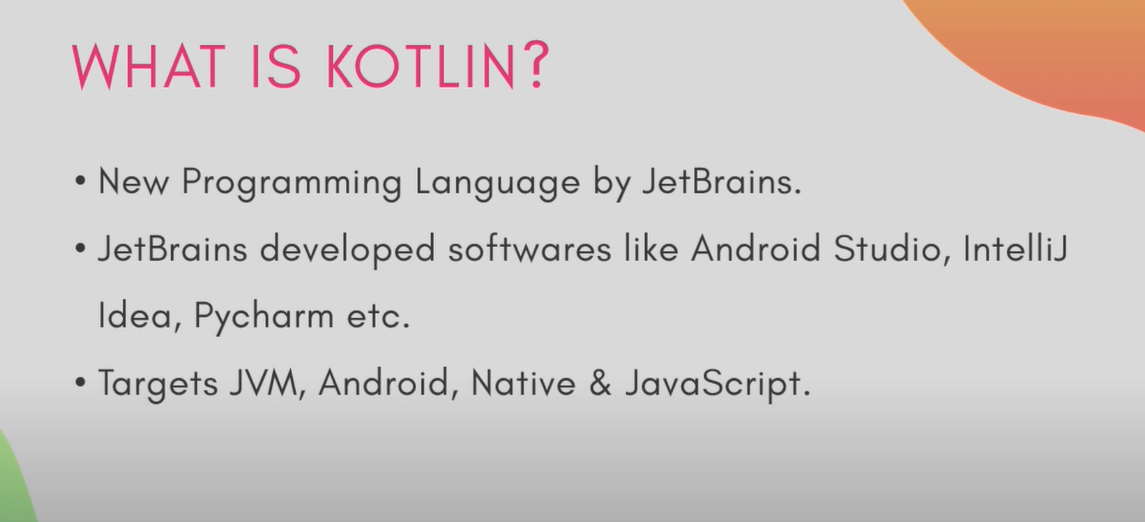 WHAT IS KOTLIN?
• New Programming Language by JetBrains.
• JetBrains developed softwares like Android Studio, IntelliJ
Idea, Pycharm etc.
• Targets JVM, Android, Native & JavaScript.